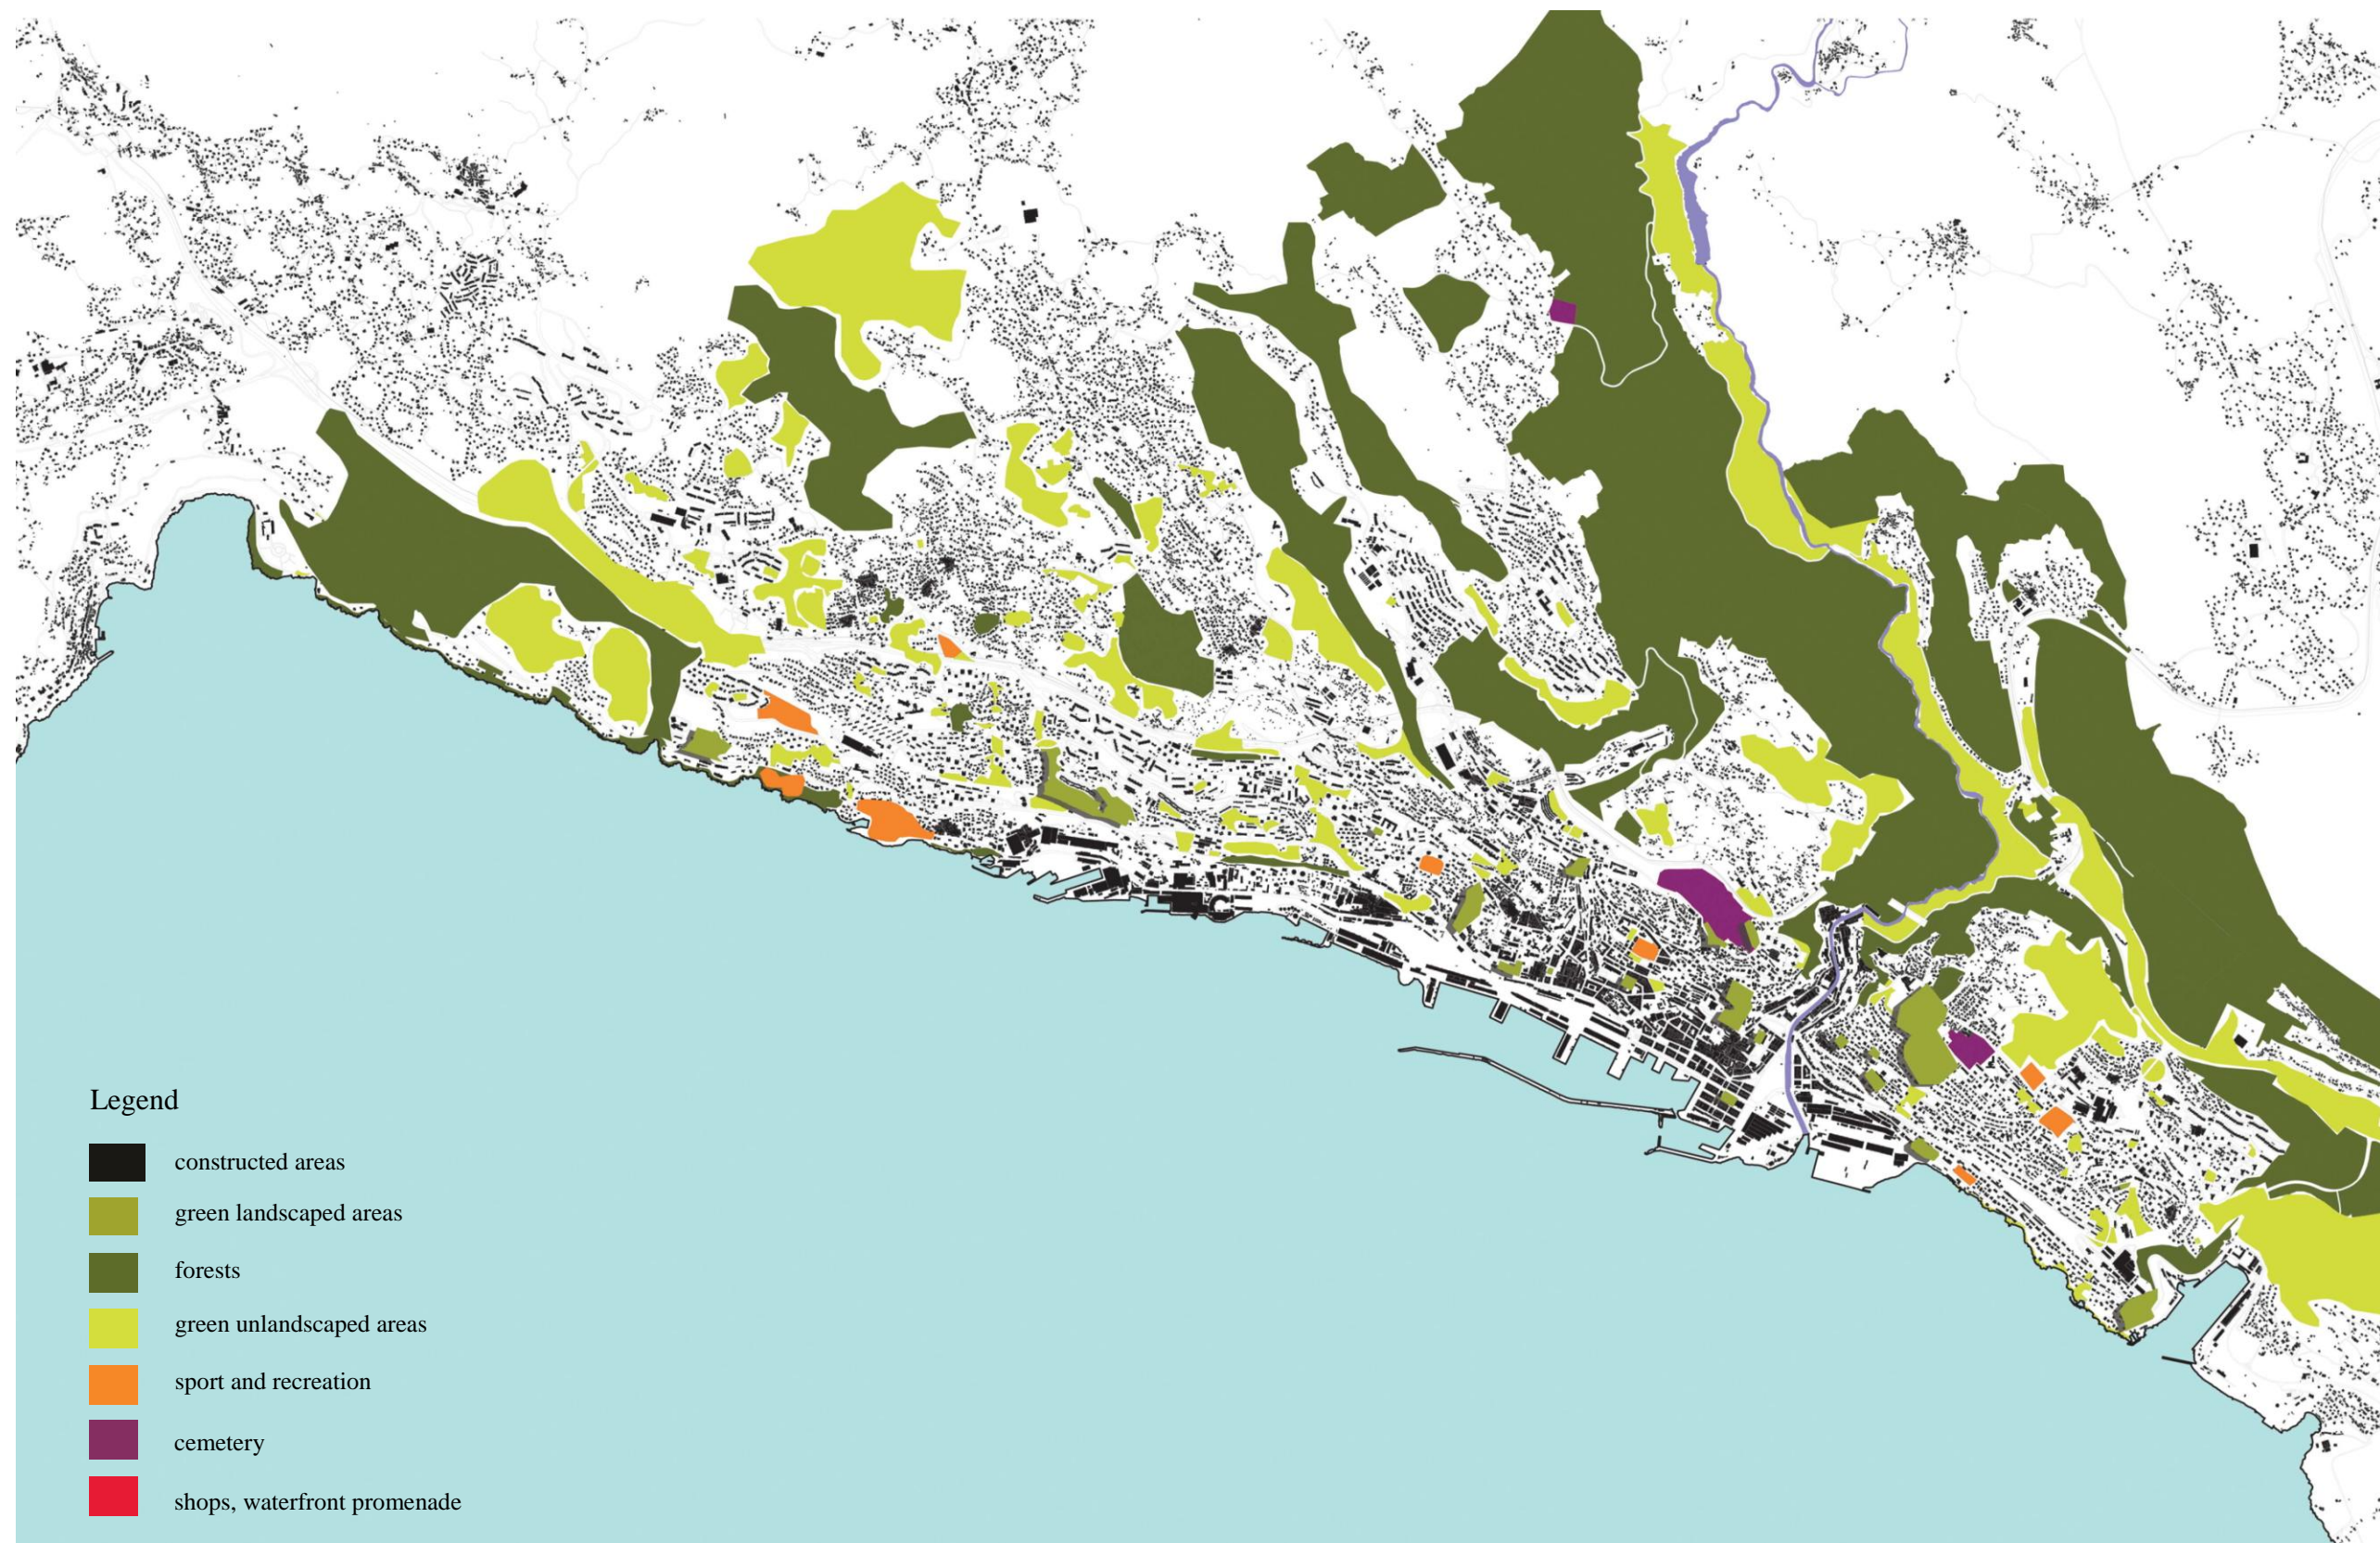 Legend
constructed areas
green landscaped areas
forests
green unlandscaped areas
sport and recreation
cemetery
shops, waterfront promenade